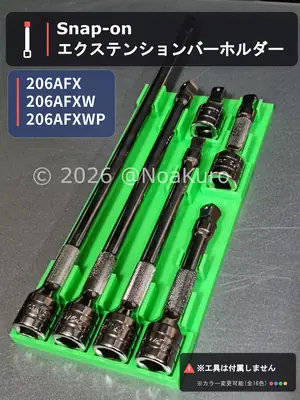 Snap-on
エクステンションバーホルダー
206AFX
206AFXW
206AFXWP
© 2026 @NoaKuro
※工具は付属しません
※カラー変更可能(全16色)